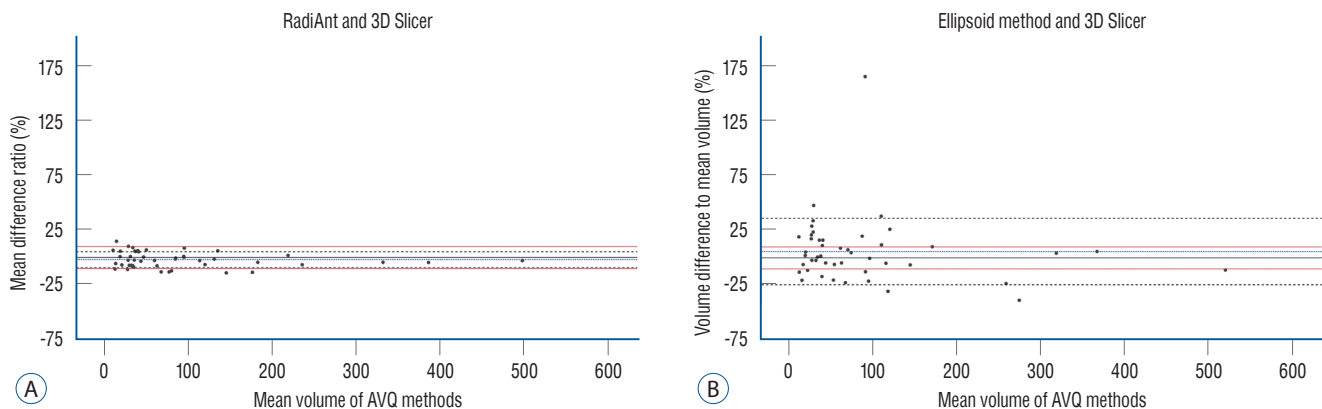 RadiAnt and 3D Slicer
175
125
75
25
-25
-75
Mean difference ratio (%)
0 100 200 300 400 500 600
Mean volume of AVQ methods
A
Ellipsoid method and 3D Slicer
175
125
75
25
-25
-75
Volume difference to mean volume (%)
0 100 200 300 400 500 600
Mean volume of AVQ methods
B